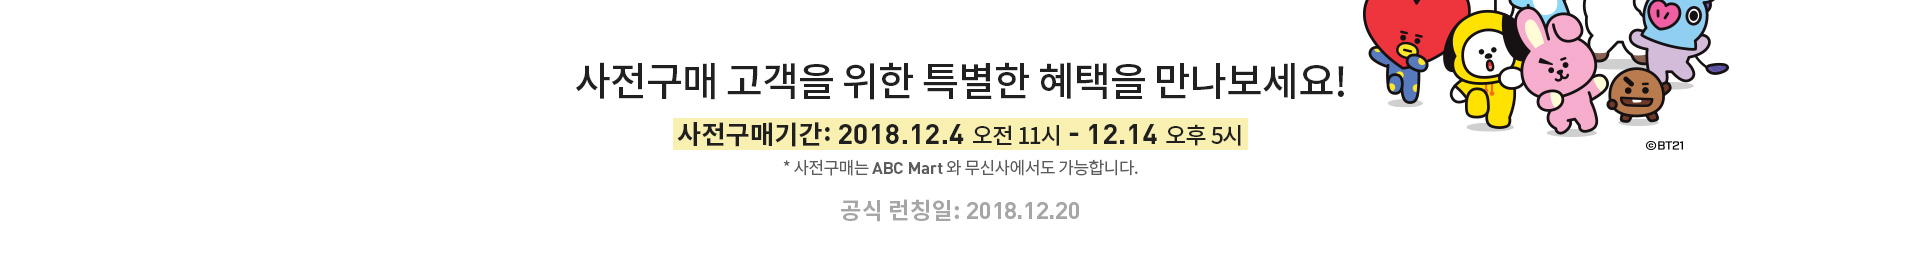 사전구매 고객을 위한 특별한 혜택을 만나보세요!
사전구매기간: 2018.12.4 오전 11시 - 12.14 오후 5시
* 사전구매는 ABC Mart 와 무신사에서도 가능합니다.
©BT21
공식 런칭일: 2018.12.20